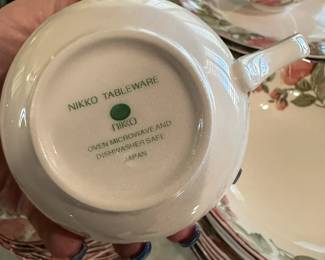 NIKKO TABLEWARE
NIKKO
OVEN MICROWAVE AND
DISHWASHER SAFE
JAPAN